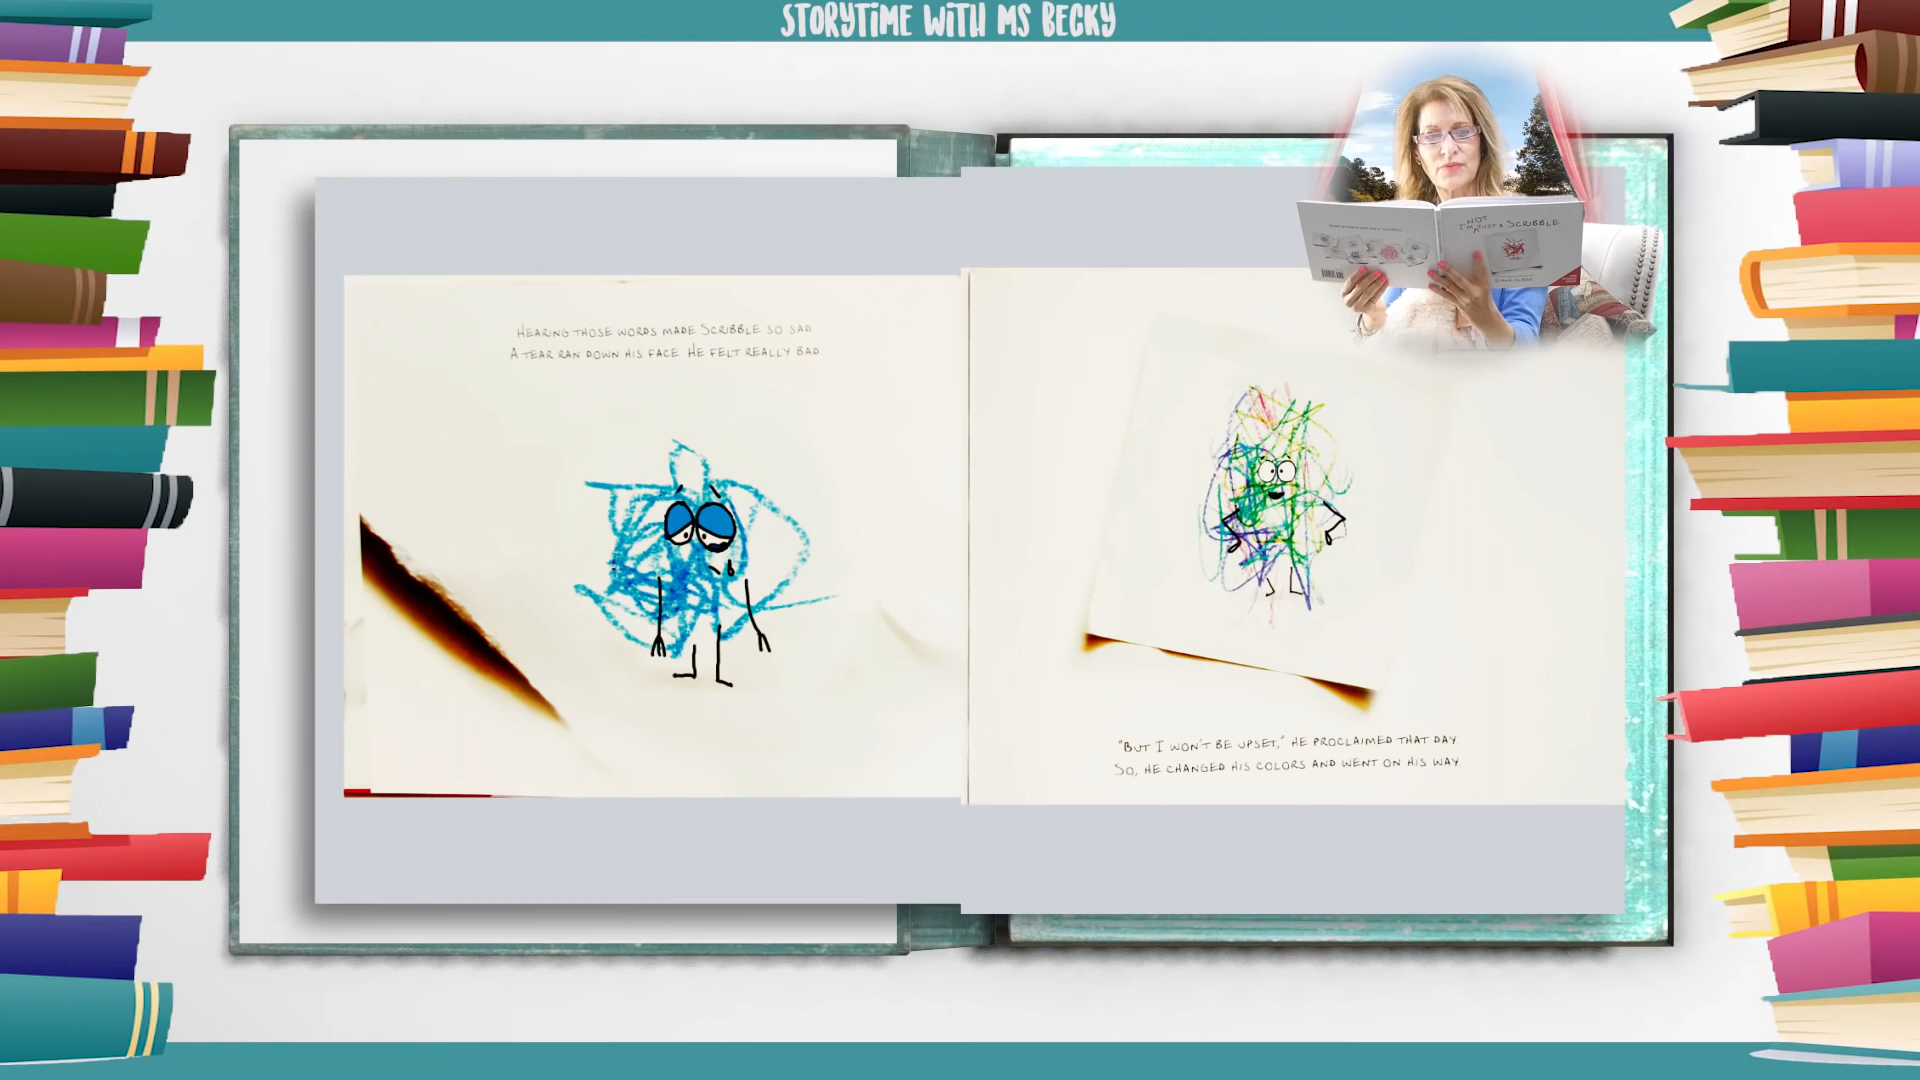 STORYTIME WITH MS BECKY
I'M NOT JUST A SCRIBBLE
HEARING THOSE WORDS MADE SCRIBBLE SO SAD
A TEAR RAN DOWN HIS FACE HE FELT REALLY BAD
"BUT I WON'T BE UPSET," HE PROCLAIMED THAT DAY.
SO, HE CHANGED HIS COLORS AND WENT ON HIS WAY